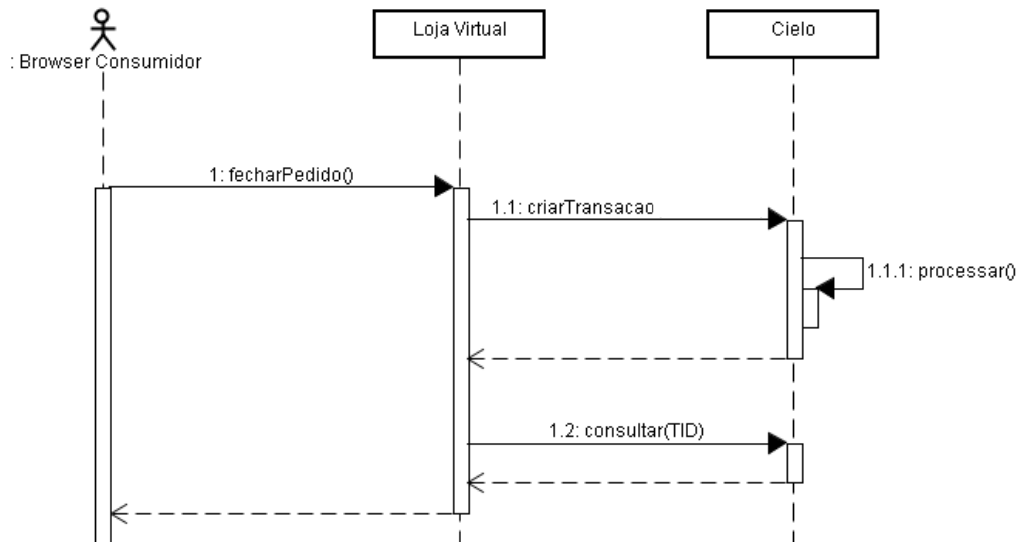 Loja Virtual
Cielo
: Browser Consumidor
1: fecharPedido()
1.1: criarTransacao
1.1.1: processar()
1.2: consultar(TID)